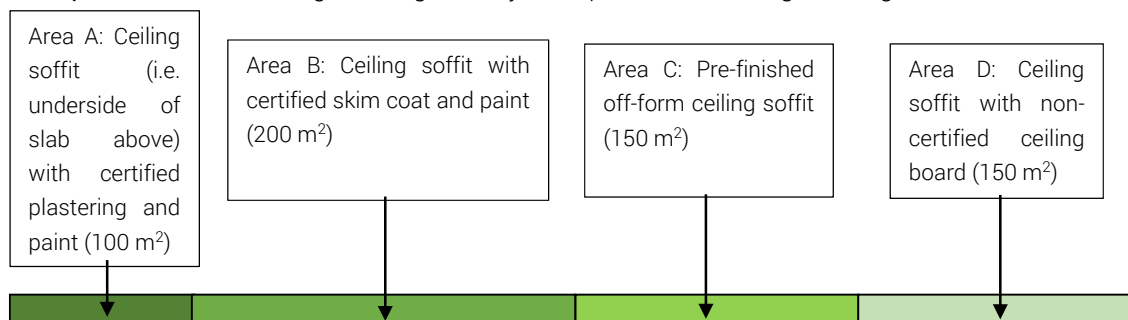 Area A: Ceiling
soffit (i.e.
underside of
slab above)
with certified
plastering and
paint (100 m²)
Area B: Ceiling soffit with
certified skim coat and paint
(200 m²)
Area C: Pre-finished
off-form ceiling soffit
(150 m²)
Area D: Ceiling
soffit with non-
certified ceiling
board (150 m²)